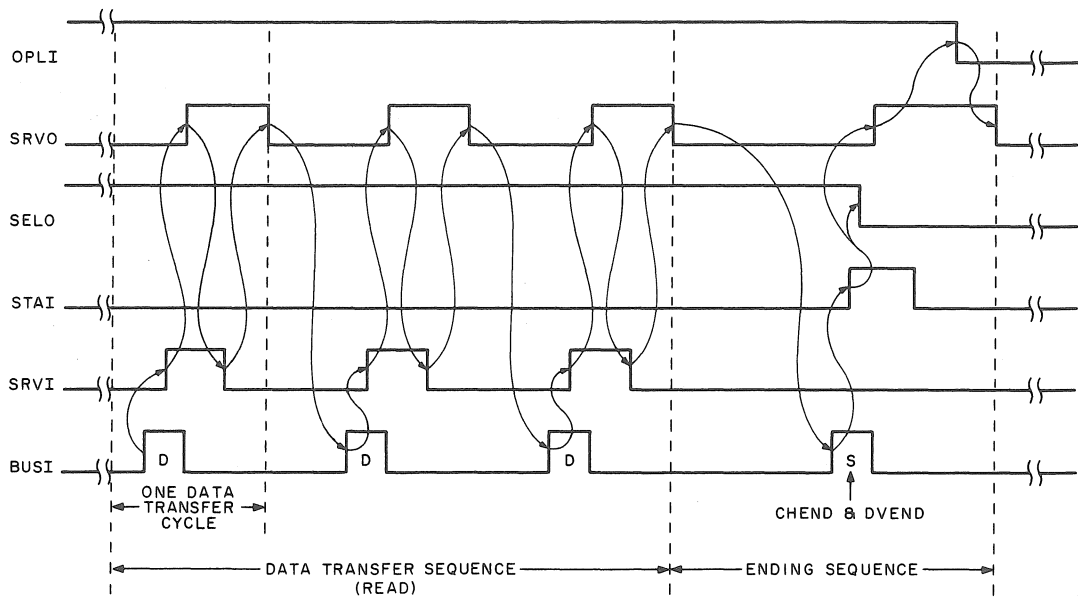 OPLI
SRVO
SELO
STAI
SRVI
BUSI
D
D
D
S
ONE DATA
TRANSFER
CYCLE
CHEND & DVEND
DATA TRANSFER SEQUENCE
(READ)
ENDING SEQUENCE